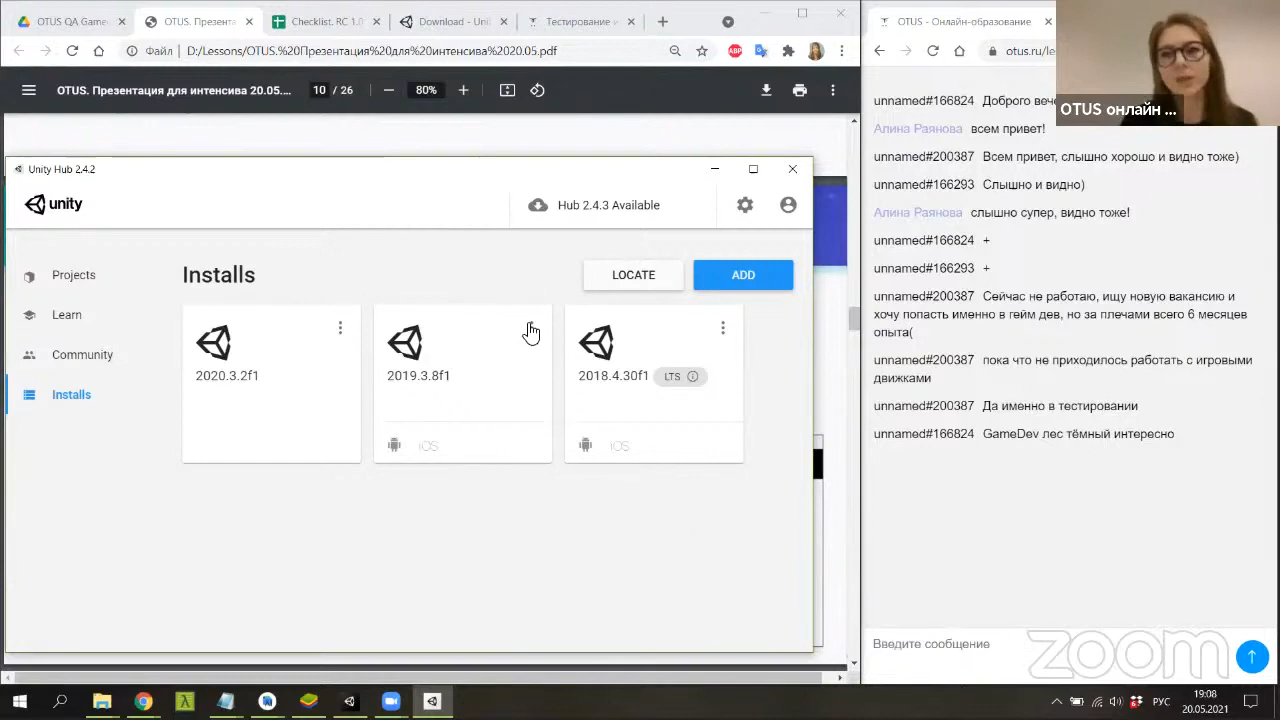 OTUS QA Game
OTUS. Презента
Checklist. RC 1.
Download - Uni
Тестирование и
OTUS - Онлайн-образование
Файл
D:/Lessons/OTUS.%20Презентация%20для%20интенсива%2020.05.pdf
ABP
otus.ru/le
OTUS. Презентация для интенсива 20.05....
10 / 26
80%
OTUS онлайн ...
Unity Hub 2.4.2
unity
Hub 2.4.3 Available
Projects
Learn
Community
Installs
Installs
LOCATE
ADD
2020.3.2f1
2019.3.8f1
iOS
2018.4.30f1
LTS
iOS
unnamed#166824 Доброго вече
Алина Раянова всем привет!
unnamed#200387 Всем привет, слышно хорошо и видно тоже)
unnamed#166293 Слышно и видно)
Алина Раянова слышно супер, видно тоже!
unnamed#166824 +
unnamed#166293 +
unnamed#200387 Сейчас не работаю, ищу новую вакансию и
хочу попасть именно в гейм дев, но за плечами всего 6 месяцев
опыта(
unnamed#200387 пока что не приходилось работать с игровыми
движками
unnamed#200387 Да именно в тестировании
unnamed#166824 GameDev лес тёмный интересно
Введите сообщение
zoom
РУС
19:08
20.05.2021